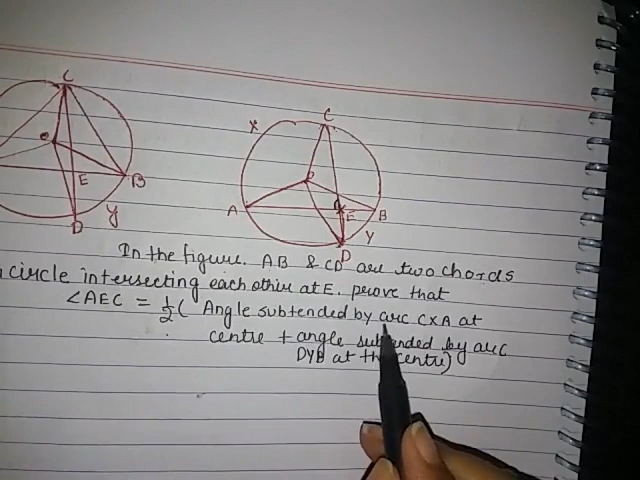 C
O
E
B
D
y
C
x
O
A
E
B
D
y
In the figure. AB & CD are two chords
circle intersecting each other at E. prove that
∠AEC = 1/2 ( Angle subtended by arc CXA at
centre + angle subtended by arc
DYB at the centre)